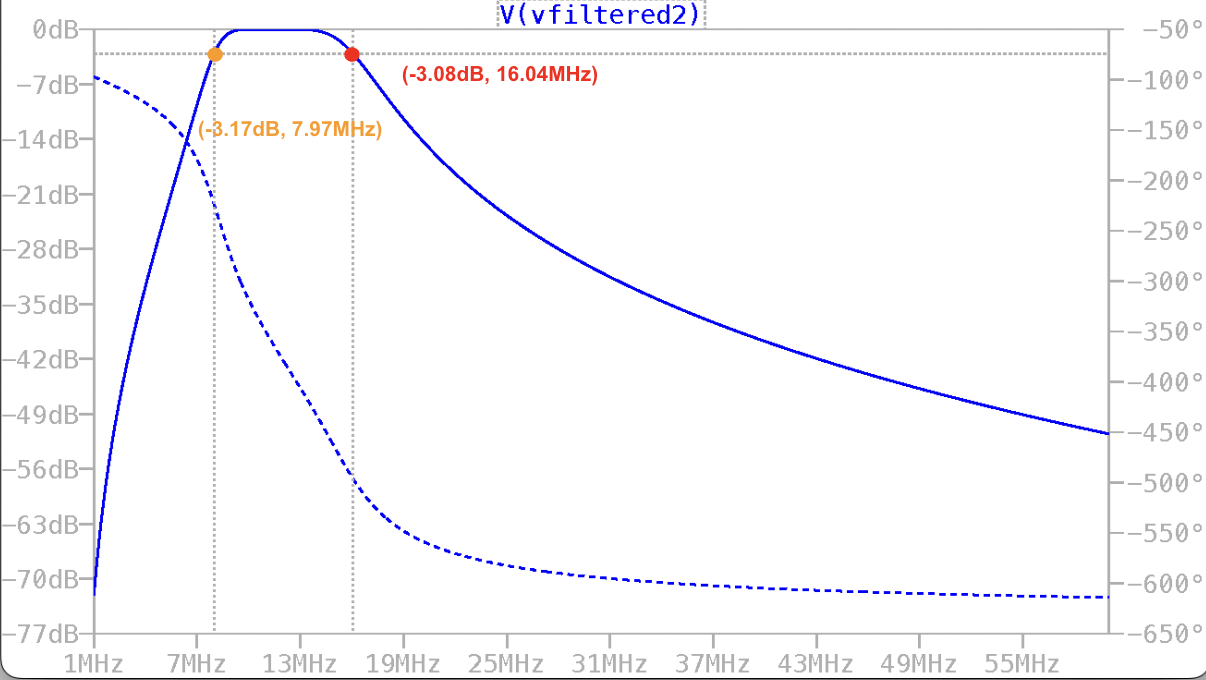 V(vfiltered2)
0dB
−7dB
−14dB
−21dB
−28dB
−35dB
−42dB
−49dB
−56dB
−63dB
−70dB
−77dB
(-3.08dB, 16.04MHz)
(-3.17dB, 7.97MHz)
−50°
−100°
−150°
−200°
−250°
−300°
−350°
−400°
−450°
−500°
−550°
−600°
−650°
1MHz 7MHz 13MHz 19MHz 25MHz 31MHz 37MHz 43MHz 49MHz 55MHz